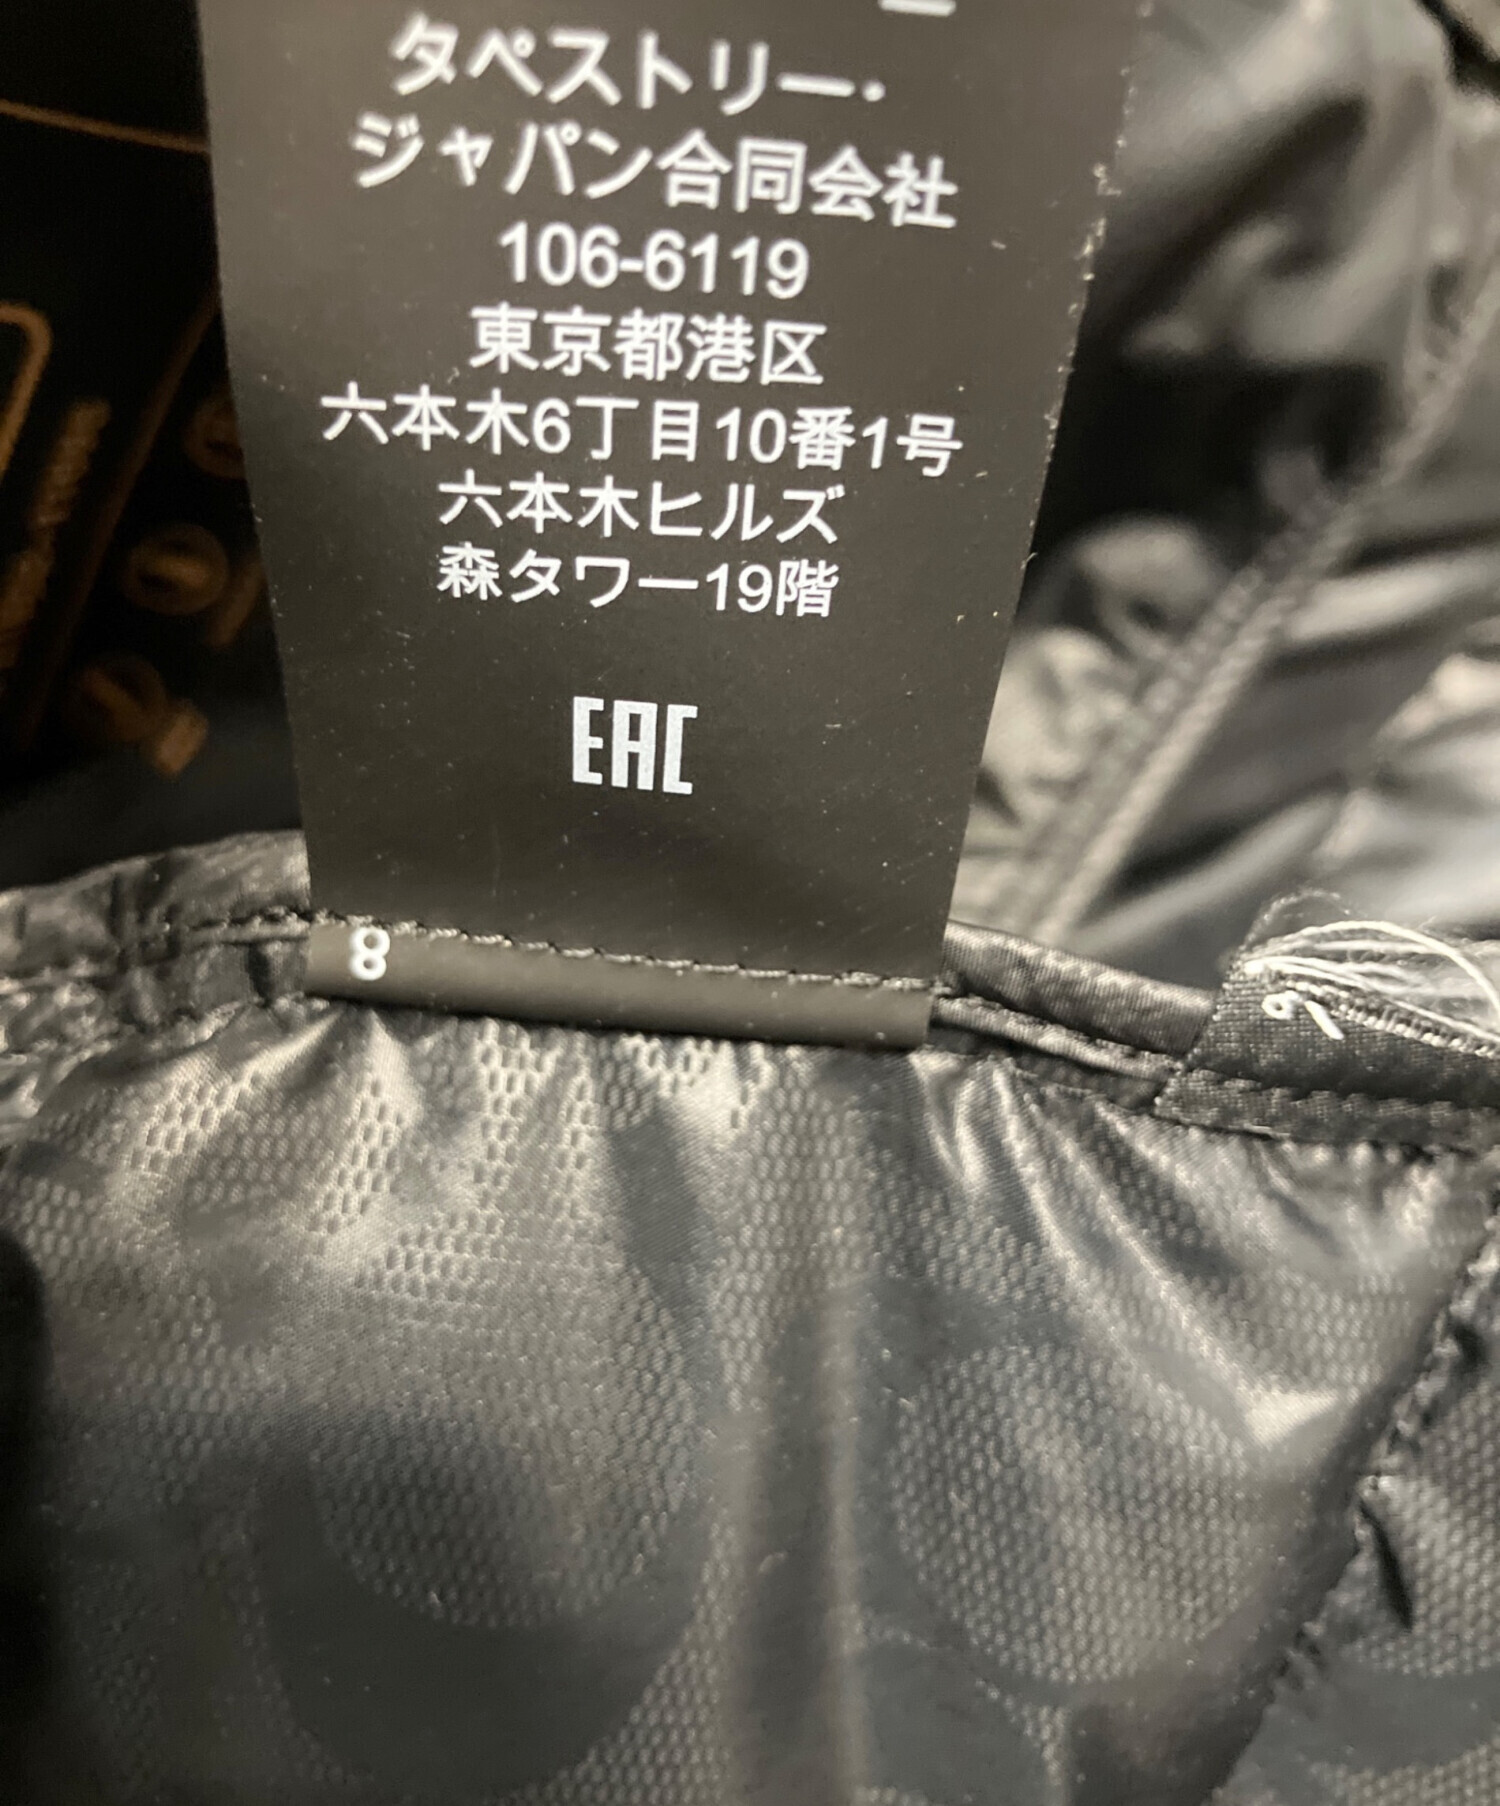 タペストリー・
ジャパン合同会社
106-6119
東京都港区
六本木6丁目10番1号
六本木ヒルズ
森タワー19階
EAC
8